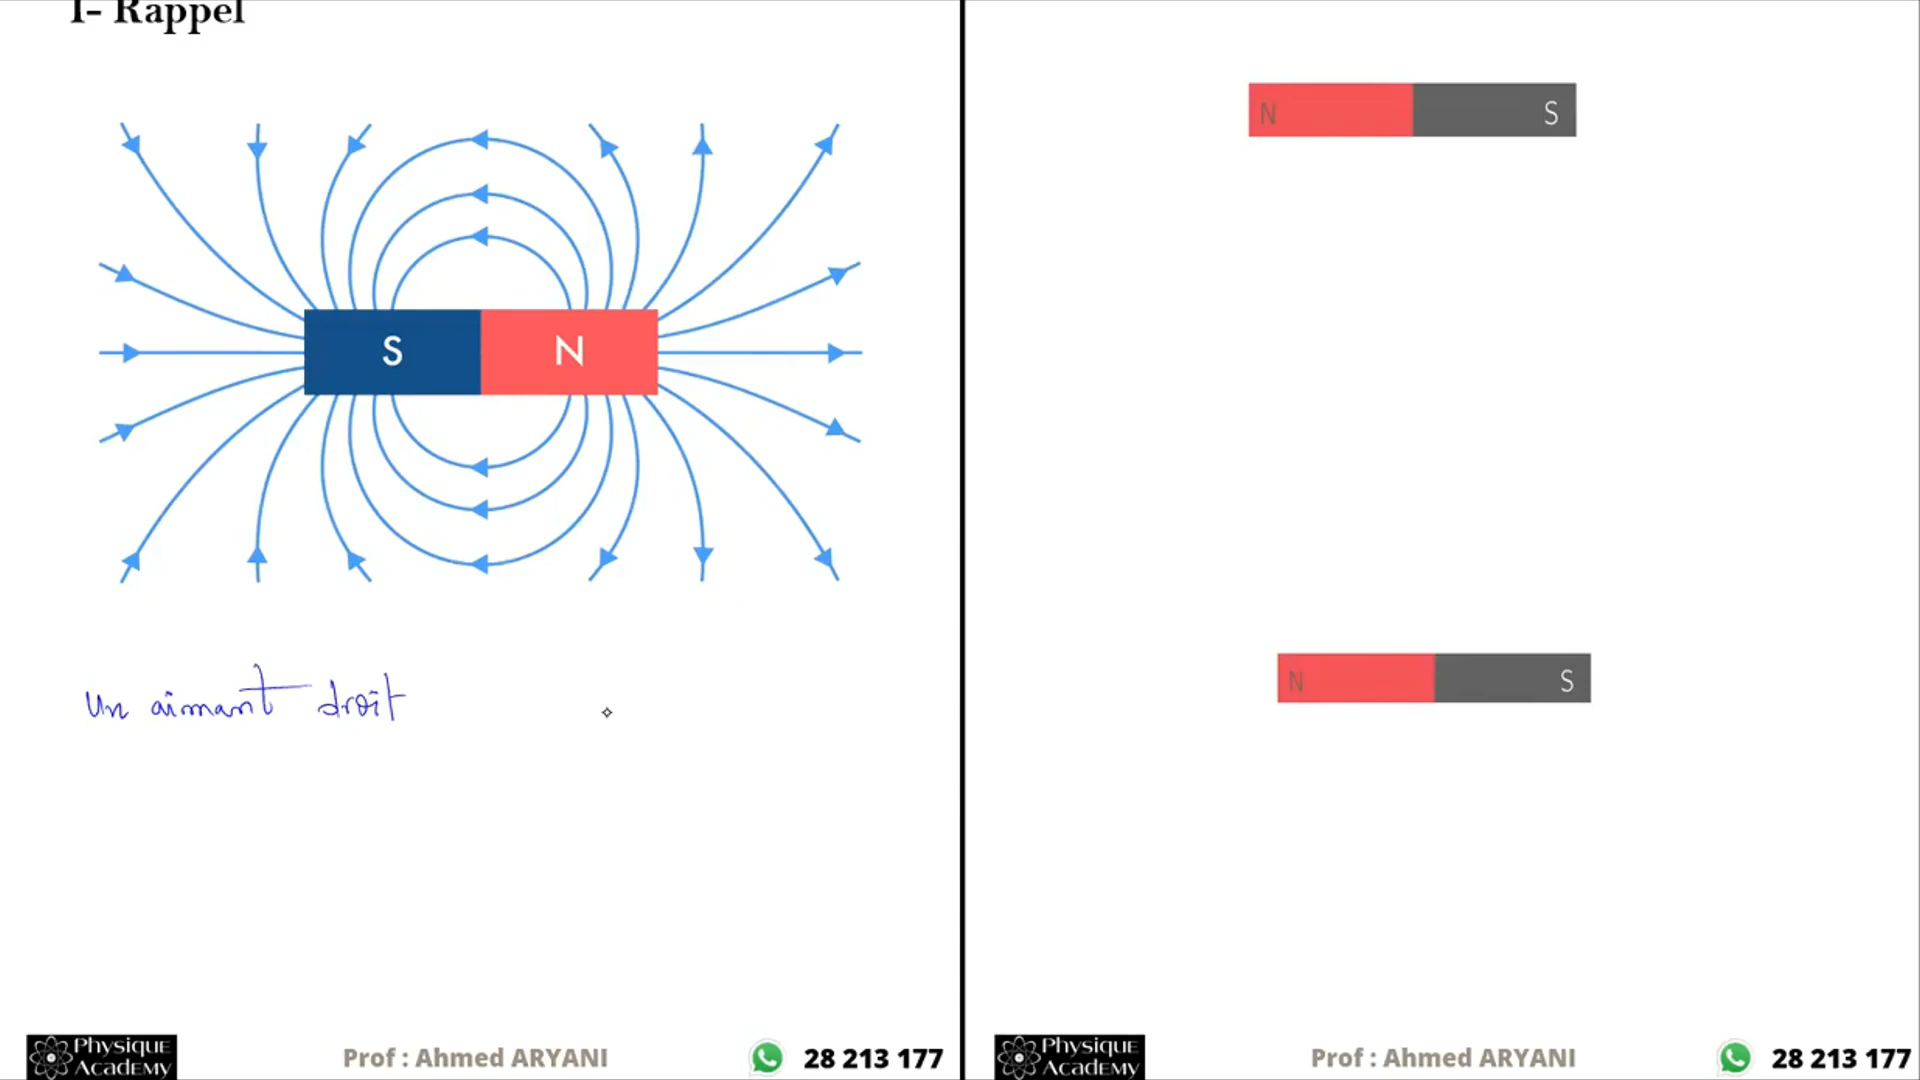 I- Rappel
S N
Un aimant droit
Physique
Academy
Prof : Ahmed ARYANI
28 213 177
N S
N S
Physique
Academy
Prof : Ahmed ARYANI
28 213 177